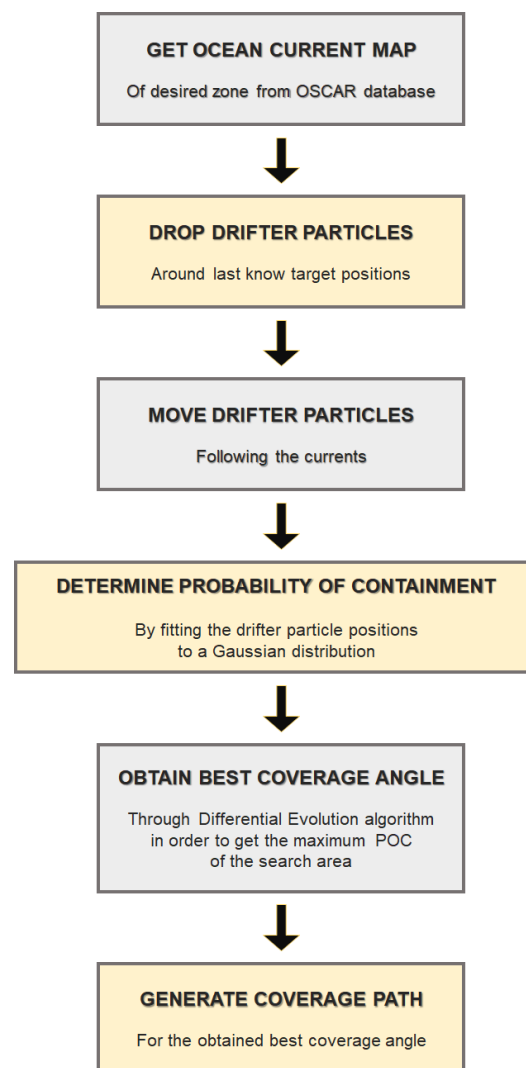 GET OCEAN CURRENT MAP
Of desired zone from OSCAR database
DROP DRIFTER PARTICLES
Around last know target positions
MOVE DRIFTER PARTICLES
Following the currents
DETERMINE PROBABILITY OF CONTAINMENT
By fitting the drifter particle positions
to a Gaussian distribution
OBTAIN BEST COVERAGE ANGLE
Through Differential Evolution algorithm
in order to get the maximum POC
of the search area
GENERATE COVERAGE PATH
For the obtained best coverage angle